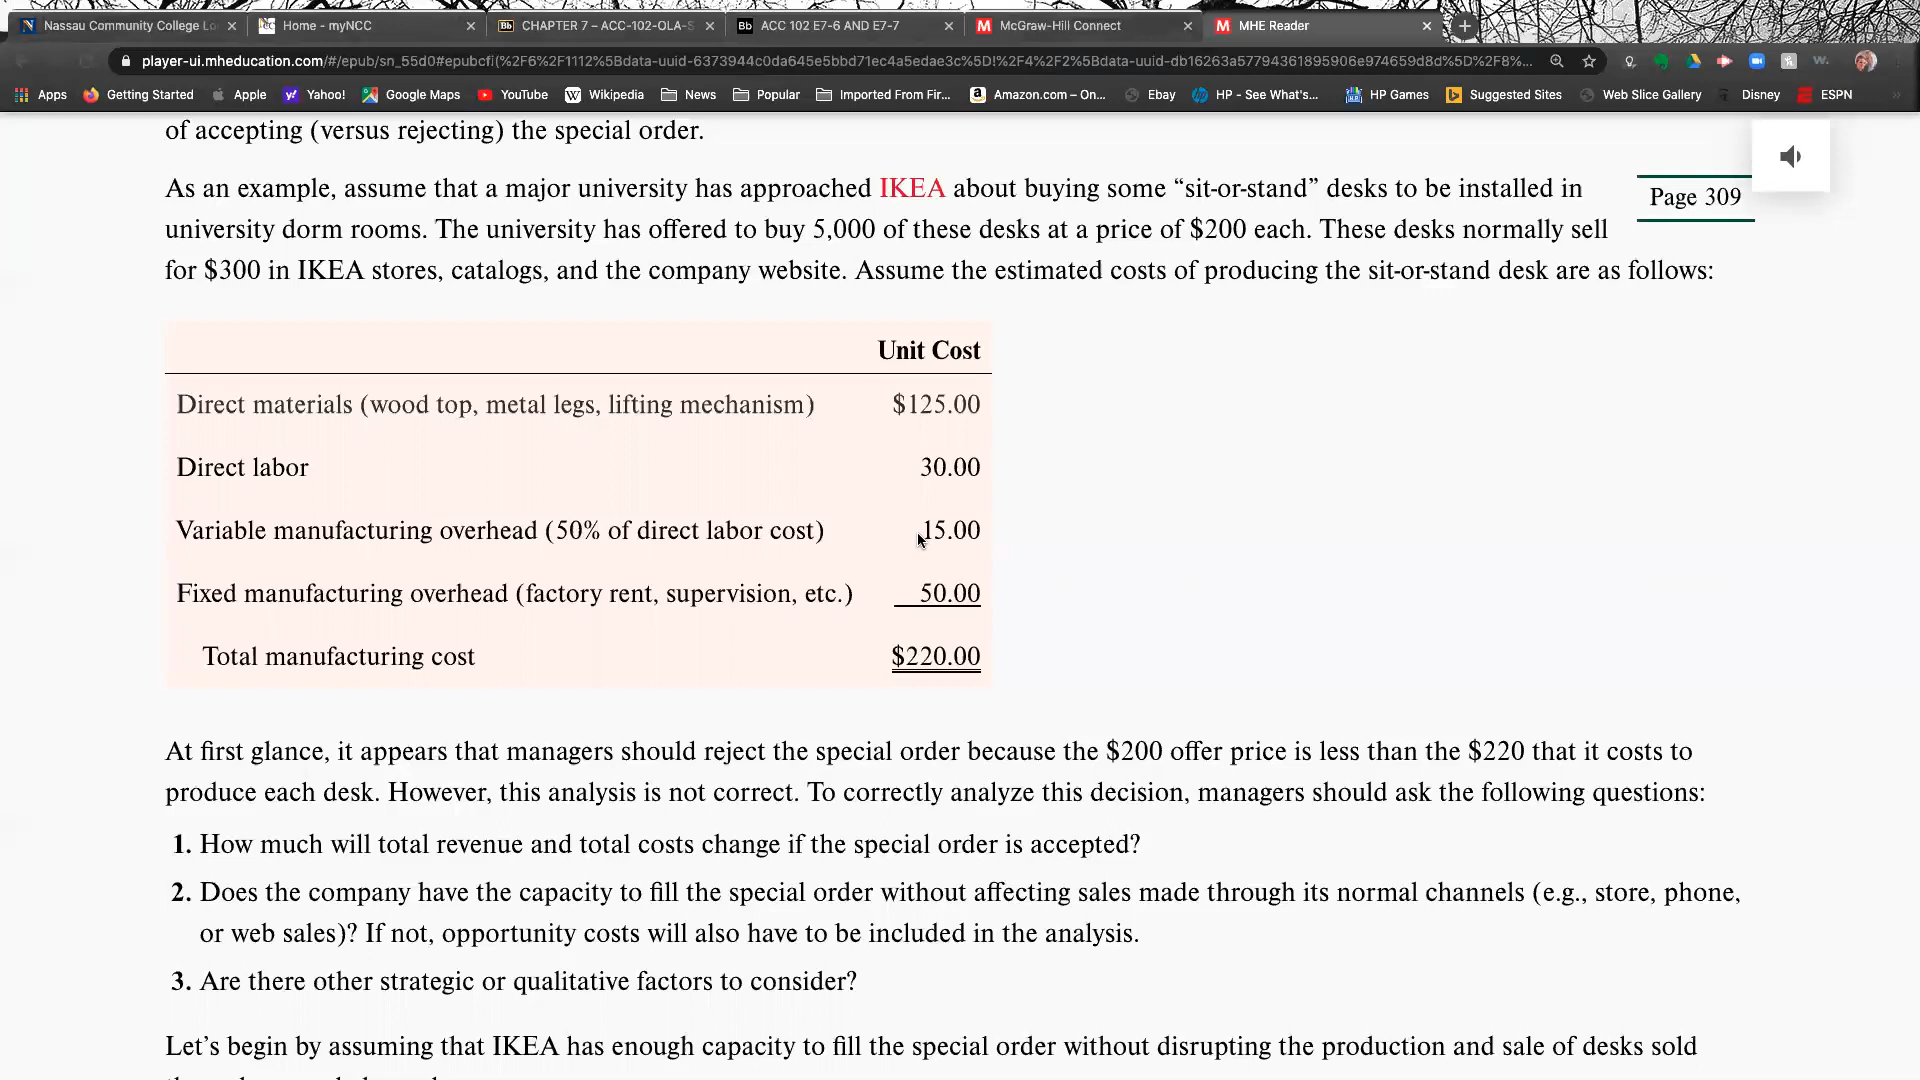 Nassau Community College Lo
Home - myNCC
CHAPTER 7 – ACC-102-OLA-S
ACC 102 E7-6 AND E7-7
McGraw-Hill Connect
MHE Reader
player-ui.mheducation.com/#/epub/sn_55d0#epubcfi(%2F6%2F1112%5Bdata-uuid-6373944c0da645e5bbd71ec4a5edae3c%5D!%2F4%2F2%5Bdata-uuid-db16263a57794361895906e974659d8d%5D%2F8%...
Apps Getting Started Apple Yahoo! Google Maps YouTube Wikipedia News Popular Imported From Fir... Amazon.com – On... Ebay HP - See What's... HP Games Suggested Sites Web Slice Gallery Disney ESPN
of accepting (versus rejecting) the special order.
As an example, assume that a major university has approached IKEA about buying some “sit-or-stand” desks to be installed in
Page 309
university dorm rooms. The university has offered to buy 5,000 of these desks at a price of $200 each. These desks normally sell
for $300 in IKEA stores, catalogs, and the company website. Assume the estimated costs of producing the sit-or-stand desk are as follows:
Unit Cost
Direct materials (wood top, metal legs, lifting mechanism) $125.00
Direct labor 30.00
Variable manufacturing overhead (50% of direct labor cost) 15.00
Fixed manufacturing overhead (factory rent, supervision, etc.) 50.00
Total manufacturing cost $220.00
At first glance, it appears that managers should reject the special order because the $200 offer price is less than the $220 that it costs to
produce each desk. However, this analysis is not correct. To correctly analyze this decision, managers should ask the following questions:
1. How much will total revenue and total costs change if the special order is accepted?
2. Does the company have the capacity to fill the special order without affecting sales made through its normal channels (e.g., store, phone,
or web sales)? If not, opportunity costs will also have to be included in the analysis.
3. Are there other strategic or qualitative factors to consider?
Let’s begin by assuming that IKEA has enough capacity to fill the special order without disrupting the production and sale of desks sold